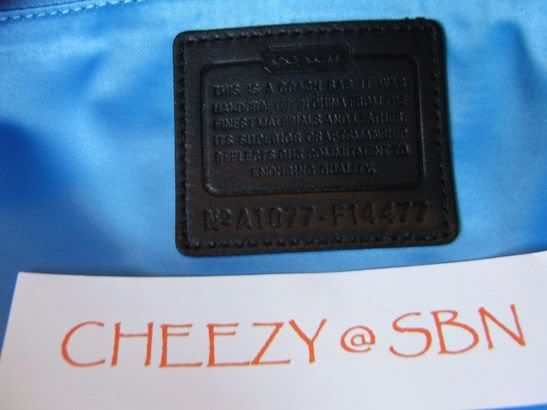 COACH
THIS IS A COACH BAG. IT WAS
HANDCRAFTED IN CHINA FROM THE
FINEST MATERIALS AND LEATHER.
ITS SUPERIOR CRAFTSMANSHIP
REFLECTS OUR COMMITMENT TO
ENDURING QUALITY.
Nº A1077-F14477
CHEEZY @ SBN